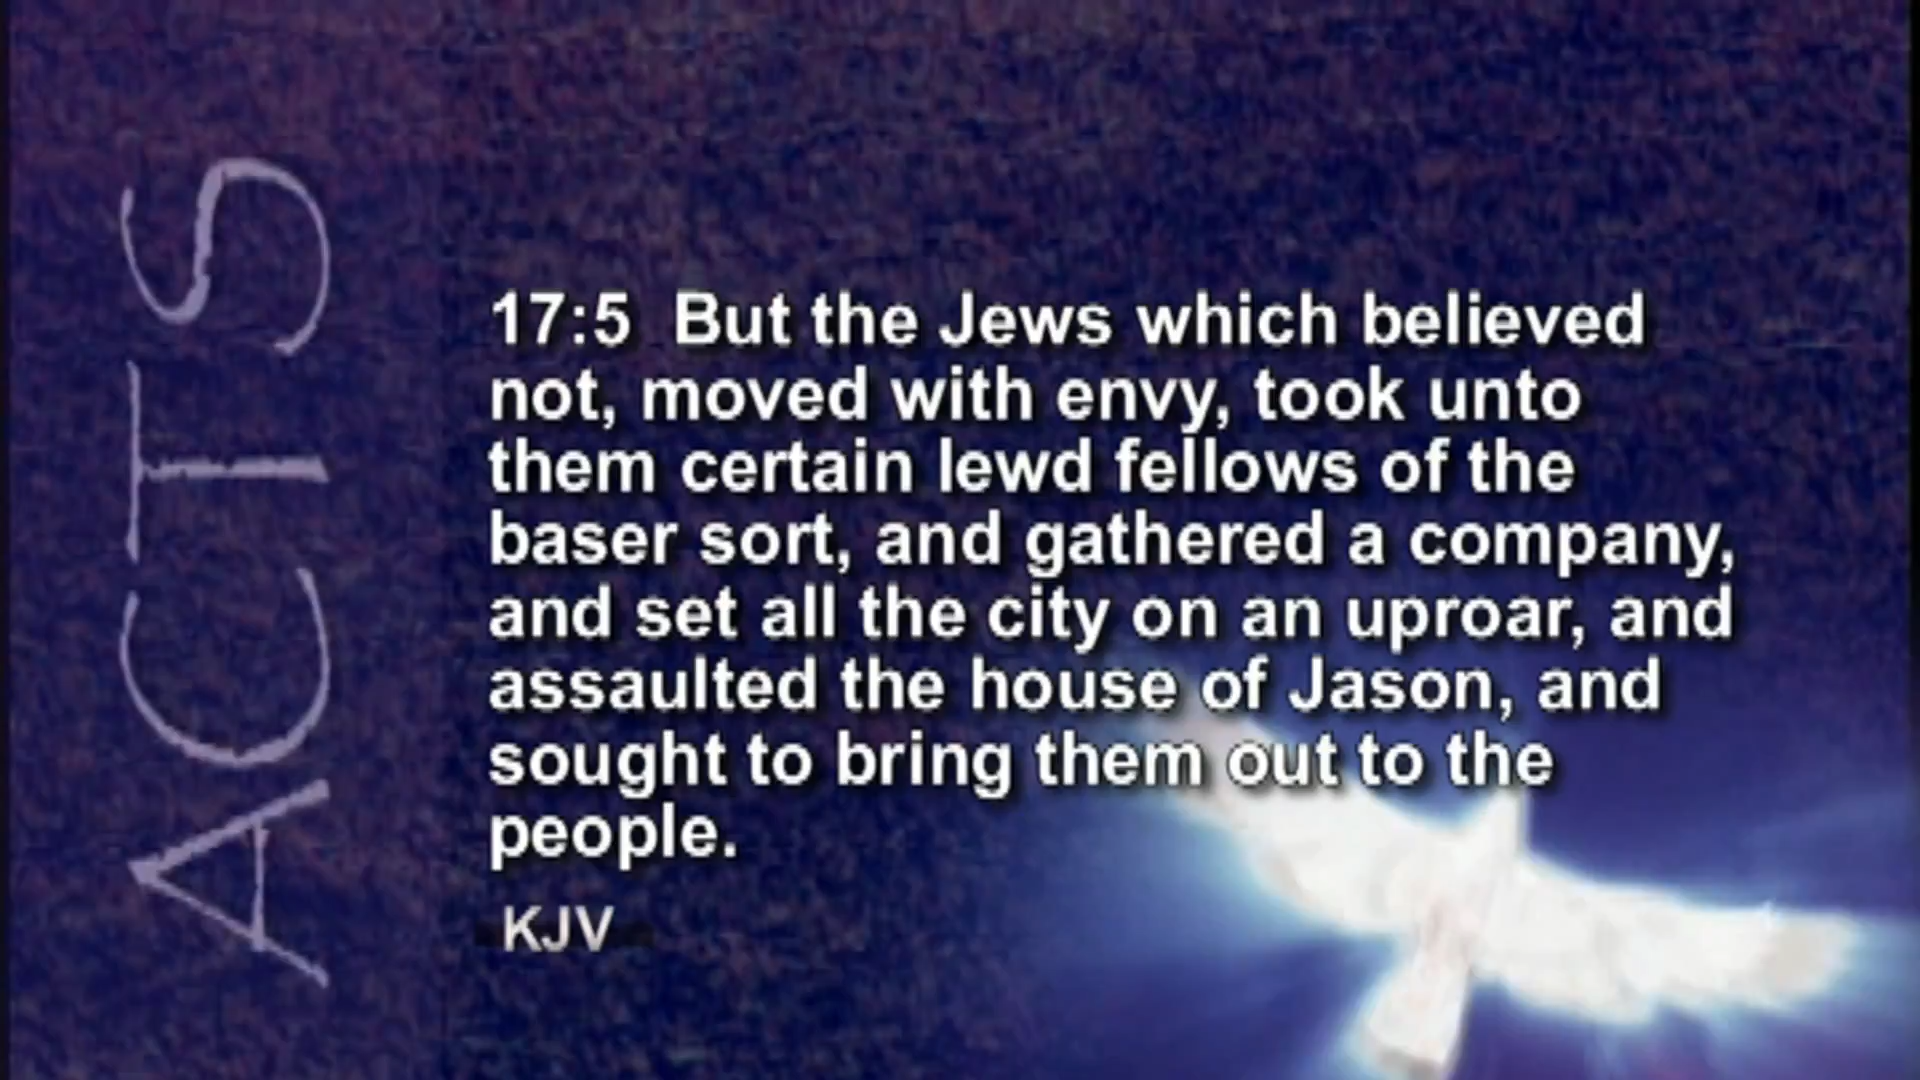 ACTS
17:5 But the Jews which believed
not, moved with envy, took unto
them certain lewd fellows of the
baser sort, and gathered a company,
and set all the city on an uproar, and
assaulted the house of Jason, and
sought to bring them out to the
people.
KJV